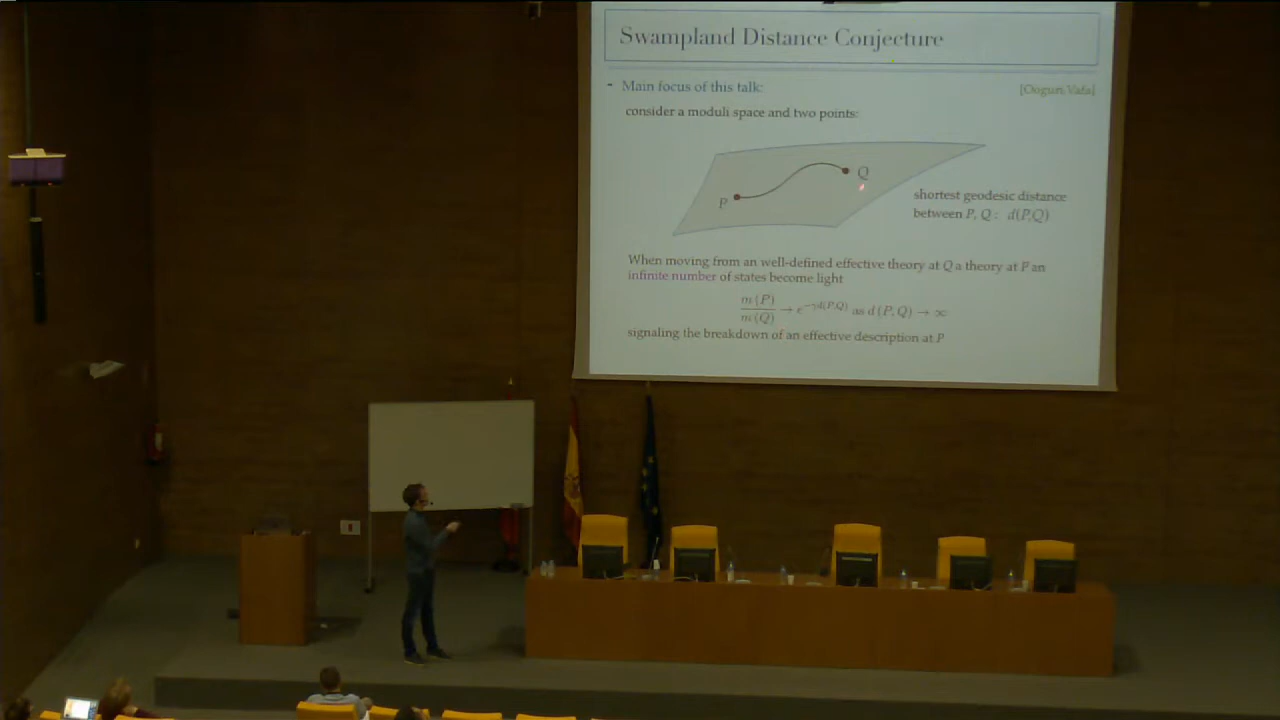 Swampland Distance Conjecture
- Main focus of this talk:
[Ooguri,Vafa]
consider a moduli space and two points:
Q
P
shortest geodesic distance
between P, Q : d(P,Q)
When moving from an well-defined effective theory at Q a theory at P an
infinite number of states become light
m(P)
m(Q) → e^{-γd(P,Q)} as d(P,Q) → ∞
signaling the breakdown of an effective description at P